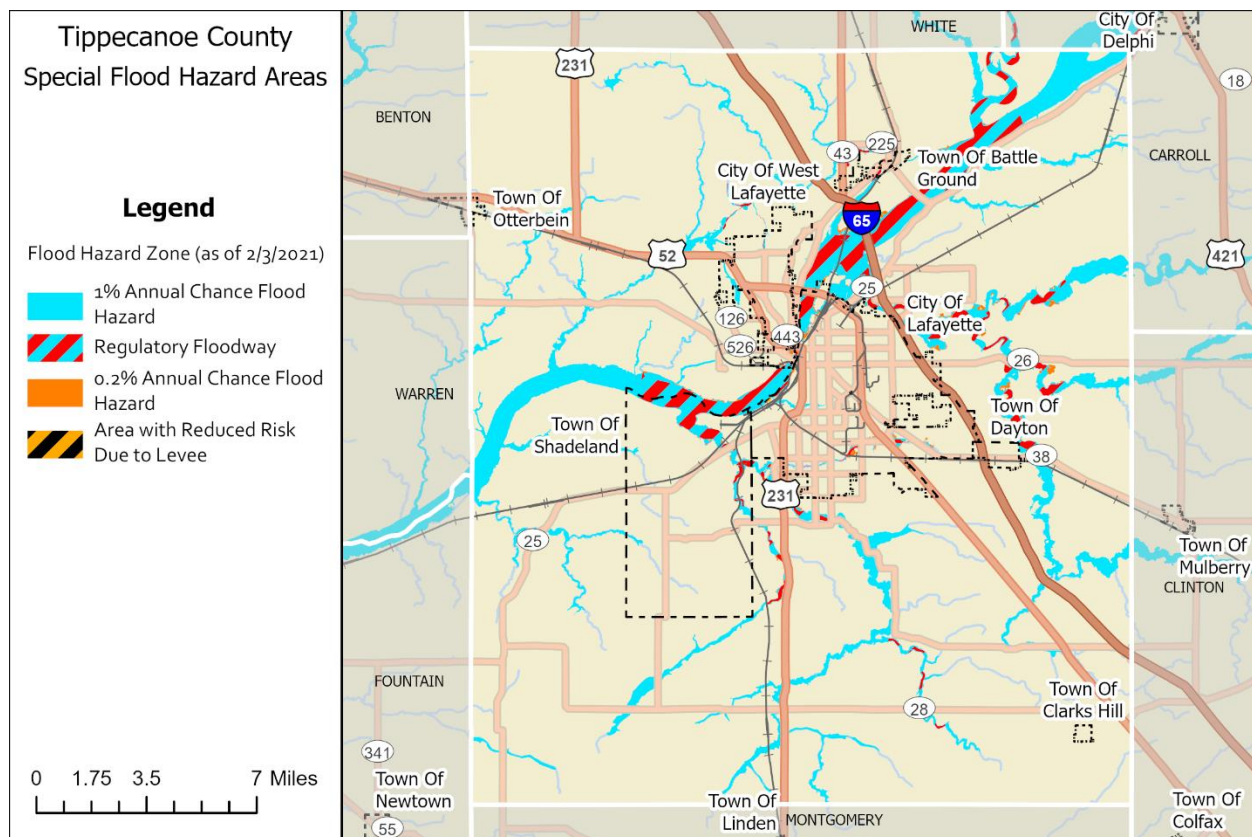 Tippecanoe County
Special Flood Hazard Areas
Legend
Flood Hazard Zone (as of 2/3/2021)
1% Annual Chance Flood
Hazard
Regulatory Floodway
0.2% Annual Chance Flood
Hazard
Area with Reduced Risk
Due to Levee
0 1.75 3.5 7 Miles
WHITE
City Of
Delphi
231
18
BENTON
43
225
Town Of Battle
Ground
CARROLL
City Of West
Lafayette
Town Of
Otterbein
65
52
421
25
City Of
Lafayette
126
443
526
26
WARREN
Town Of
Shadeland
Town Of
Dayton
38
231
25
Town Of
Mulberry
CLINTON
FOUNTAIN
Town Of
Clarks Hill
28
341
Town Of
Newtown
55
Town Of
Linden
MONTGOMERY
Town Of
Colfax